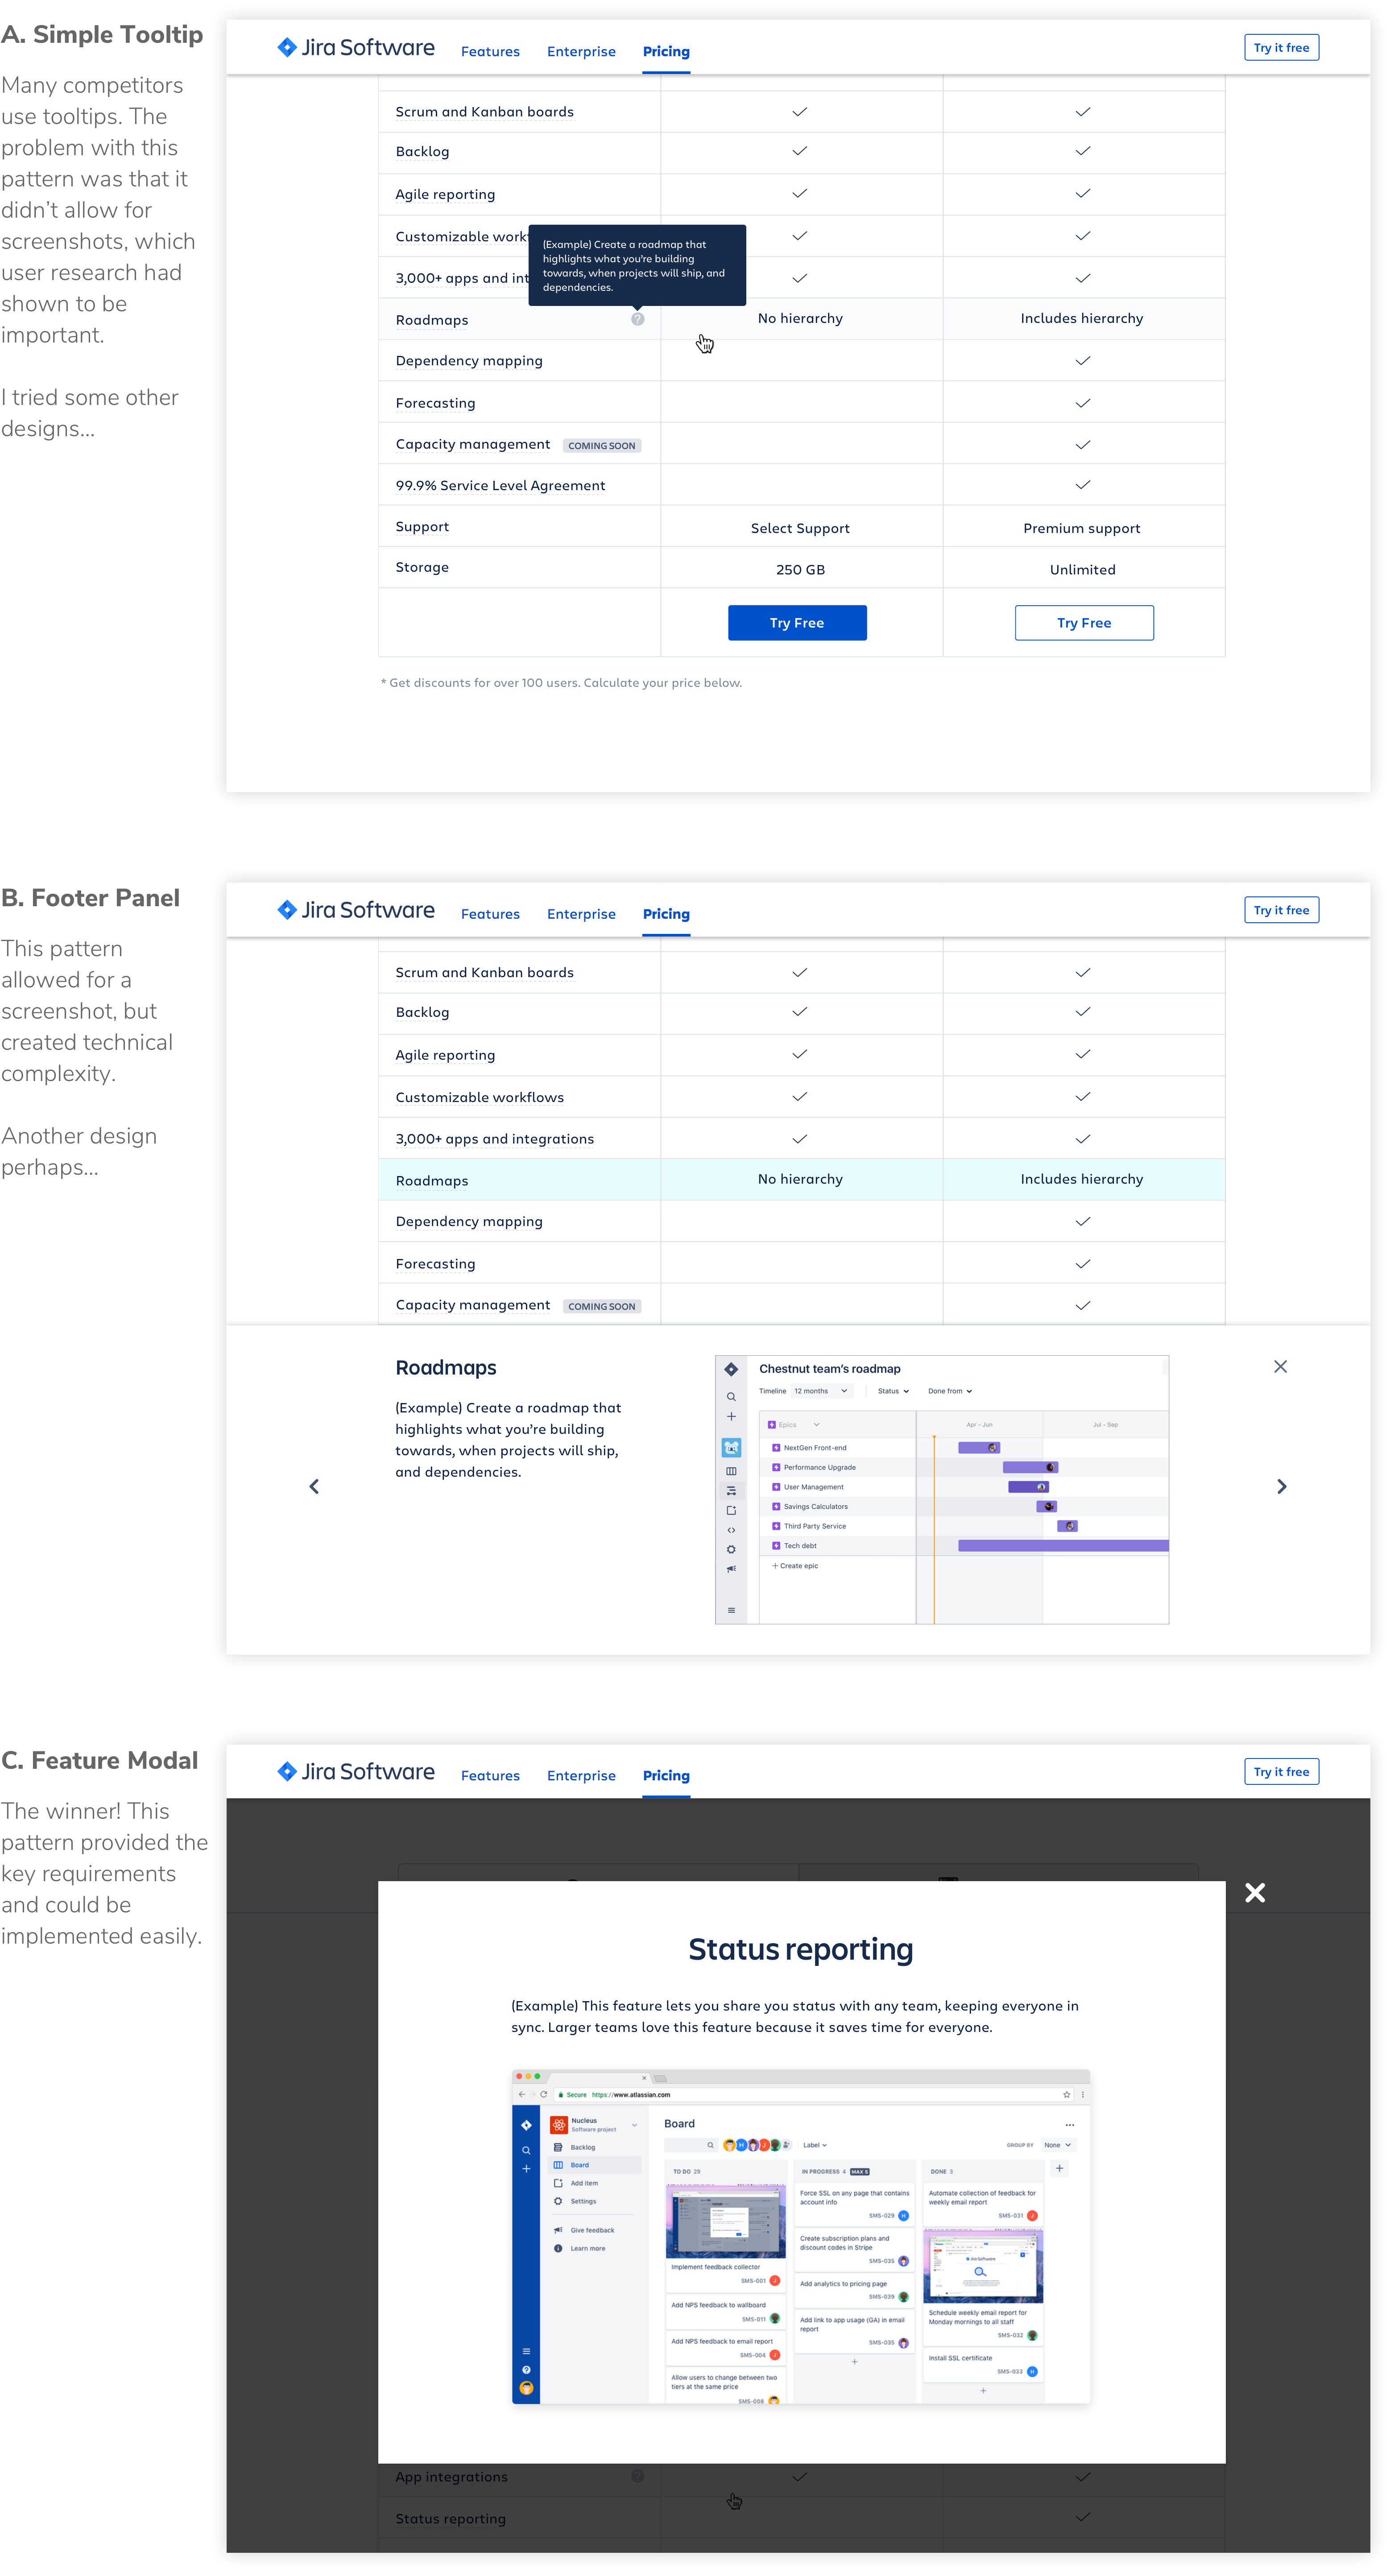 A. Simple Tooltip
Many competitors
use tooltips. The
problem with this
pattern was that it
didn't allow for
screenshots, which
user research had
shown to be
important.
I tried some other
designs...
Jira Software
Features
Enterprise
Pricing
Try it free
Scrum and Kanban boards
Backlog
Agile reporting
Customizable work
(Example) Create a roadmap that
highlights what you're building
towards, when projects will ship, and
dependencies.
3,000+ apps and int
Roadmaps
?
No hierarchy
Includes hierarchy
Dependency mapping
Forecasting
Capacity management
COMING SOON
99.9% Service Level Agreement
Support
Select Support
Premium support
Storage
250 GB
Unlimited
Try Free
Try Free
* Get discounts for over 100 users. Calculate your price below.
B. Footer Panel
This pattern
allowed for a
screenshot, but
created technical
complexity.
Another design
perhaps...
Jira Software
Features
Enterprise
Pricing
Try it free
Scrum and Kanban boards
Backlog
Agile reporting
Customizable workflows
3,000+ apps and integrations
Roadmaps
No hierarchy
Includes hierarchy
Dependency mapping
Forecasting
Capacity management
COMING SOON
Roadmaps
(Example) Create a roadmap that
highlights what you're building
towards, when projects will ship,
and dependencies.
Chestnut team's roadmap
Timeline
12 months
Status
Done from
Epics
Apr - Jun
Jul - Sep
NextGen Front-end
Performance Upgrade
User Management
Savings Calculators
Third Party Service
Tech debt
+ Create epic
C. Feature Modal
The winner! This
pattern provided the
key requirements
and could be
implemented easily.
Jira Software
Features
Enterprise
Pricing
Try it free
Status reporting
(Example) This feature lets you share you status with any team, keeping everyone in
sync. Larger teams love this feature because it saves time for everyone.
Secure
https://www.atlassian.com
Nucleus
Software project
Backlog
Board
Add item
Settings
Give feedback
Learn more
Board
Label
GROUP BY
None
TO DO 29
Implement feedback collector
SMS-001
Add NPS feedback to wallboard
SMS-011
Add NPS feedback to email report
SMS-004
Allow users to change between two
tiers at the same price
SMS-008
IN PROGRESS 4
MAX 5
Force SSL on any page that contains
account info
SMS-029
Create subscription plans and
discount codes in Stripe
SMS-035
Add analytics to pricing page
SMS-039
Add link to app usage (GA) in email
report
SMS-035
DONE 3
Automate collection of feedback for
weekly email report
SMS-031
Jira Software
Schedule weekly email report for
Monday mornings to all staff
SMS-032
Install SSL certificate
SMS-033
App integrations
?
Status reporting